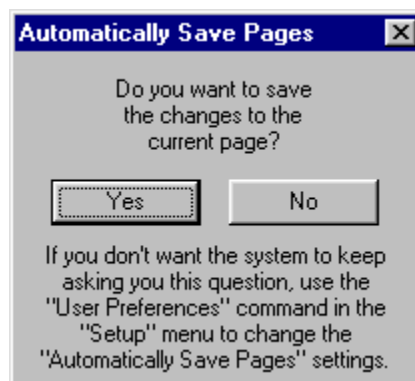 Automatically Save Pages
Do you want to save
the changes to the
current page?
Yes No
If you don't want the system to keep
asking you this question, use the
"User Preferences" command in the
"Setup" menu to change the
"Automatically Save Pages" settings.